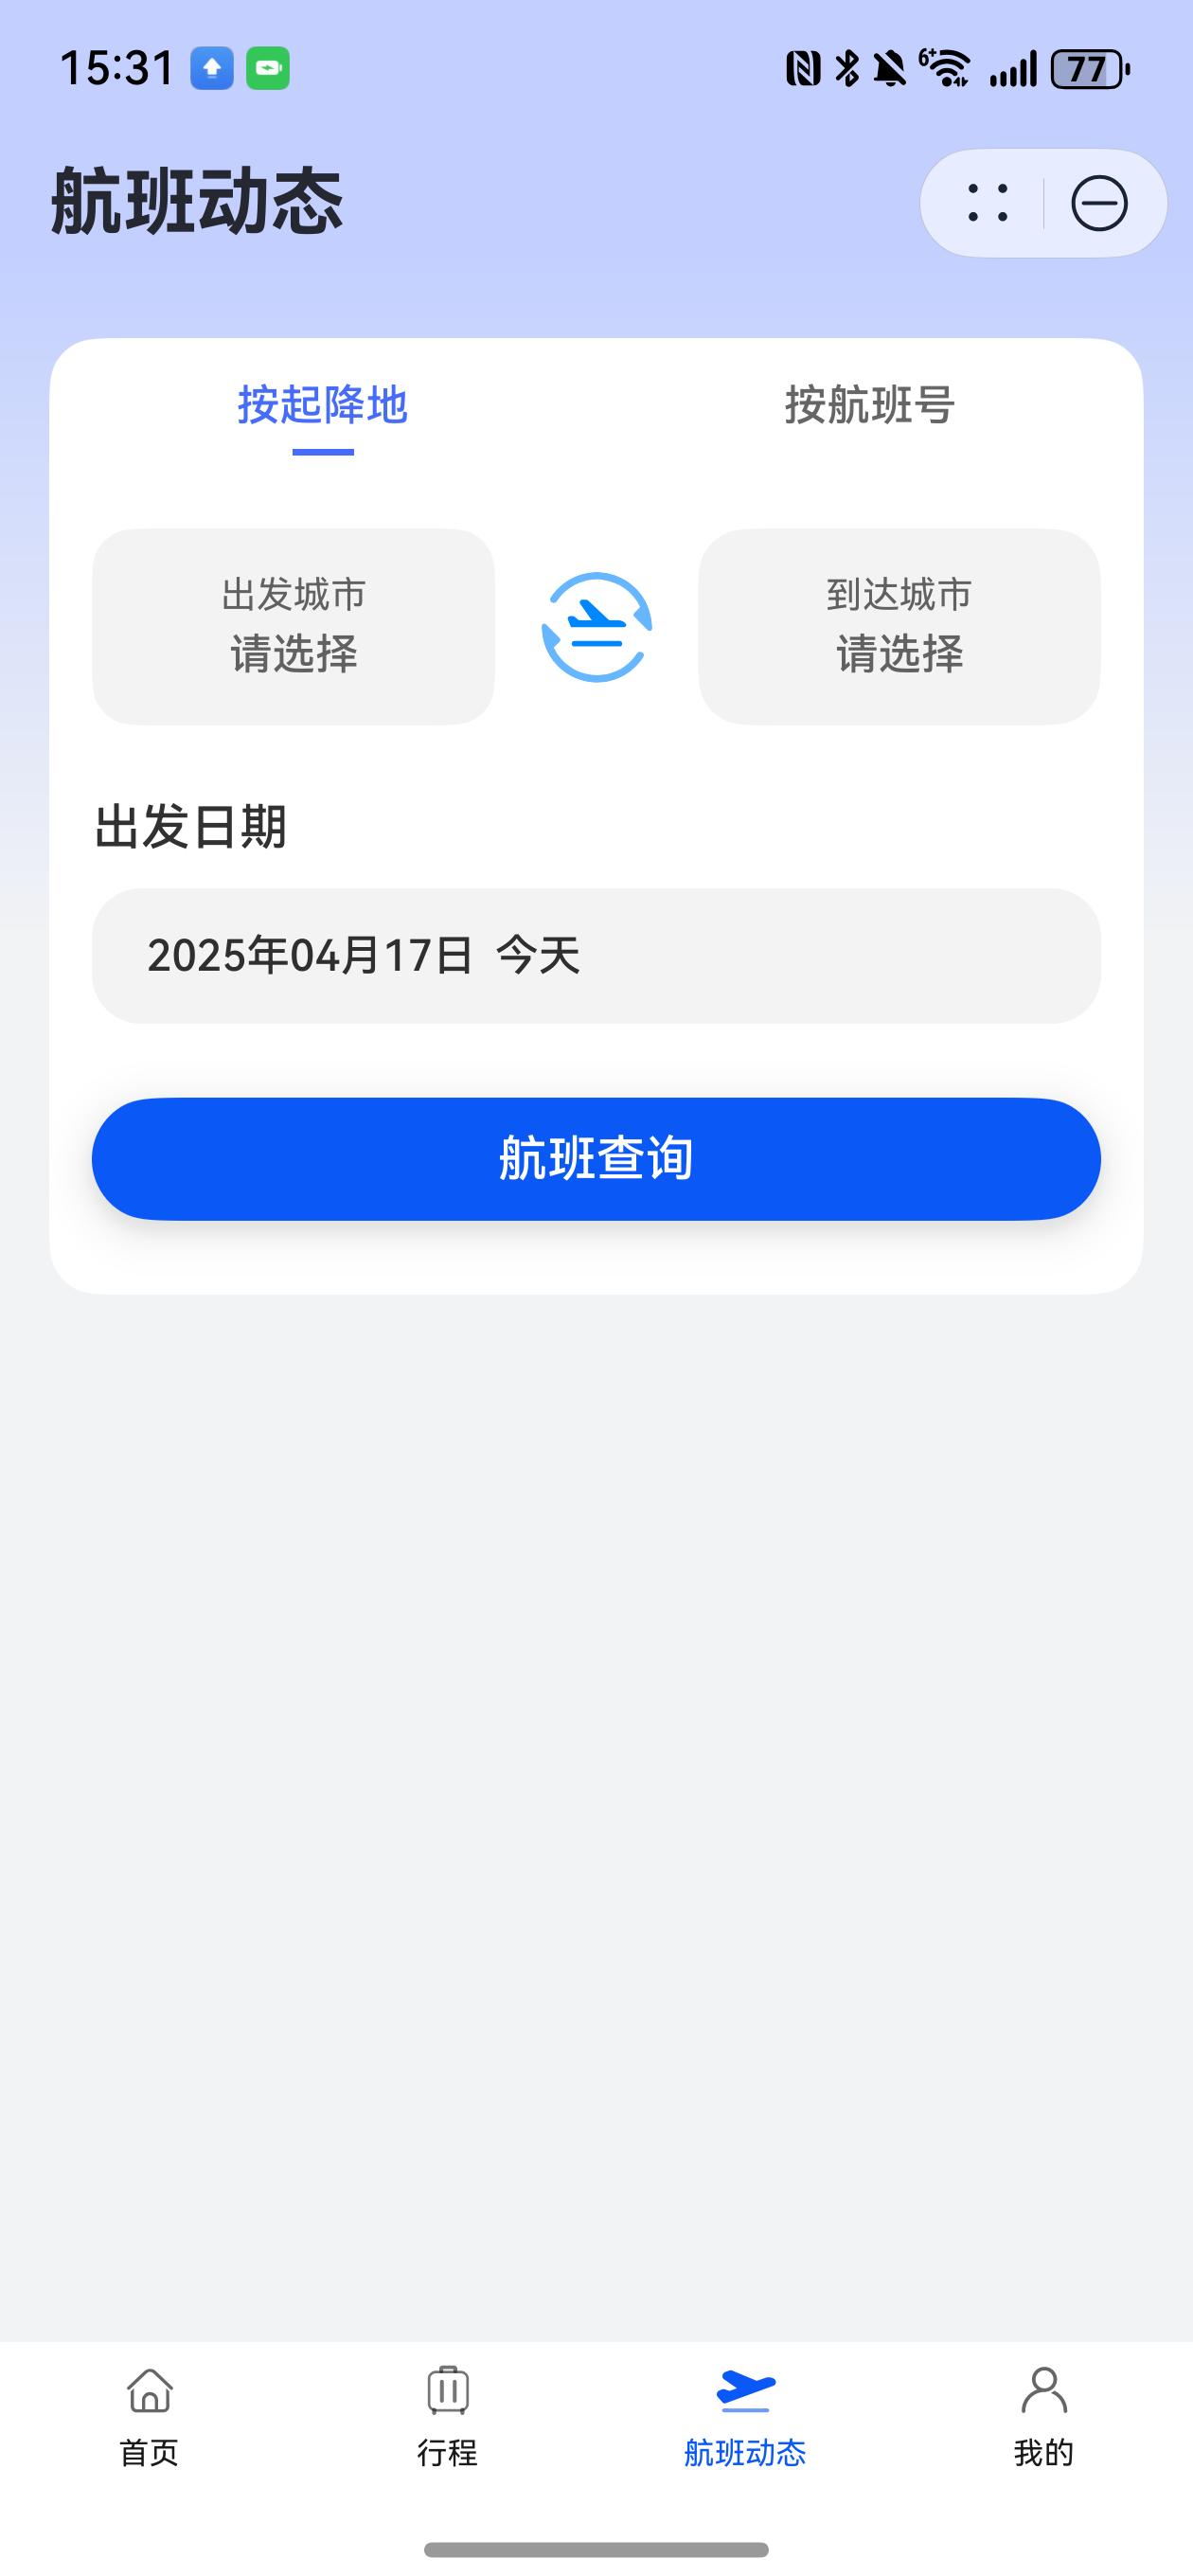 15:31
6+
77
航班动态
按起降地
按航班号
出发城市
请选择
到达城市
请选择
出发日期
2025年04月17日 今天
航班查询
首页
行程
航班动态
我的